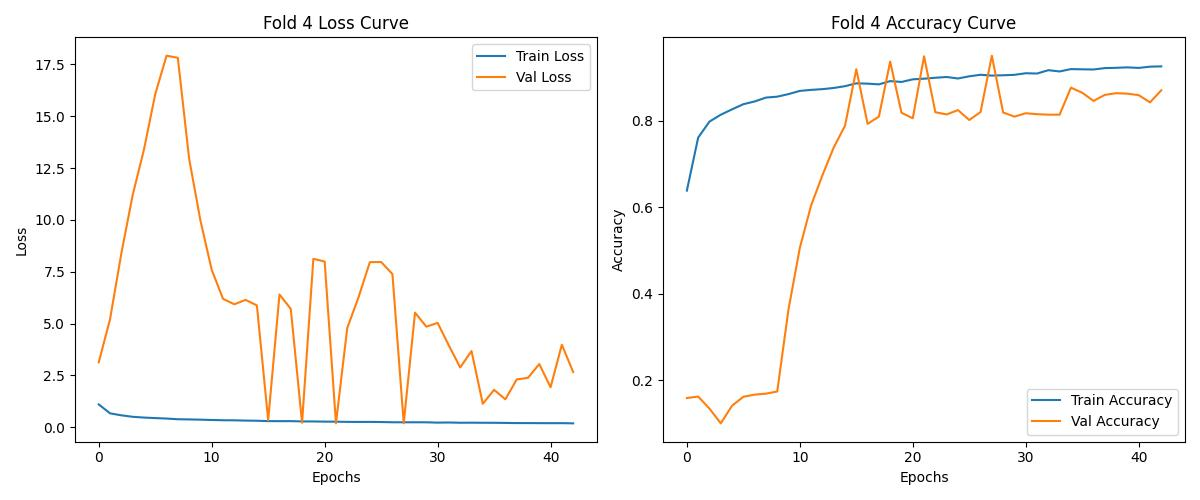 Fold 4 Loss Curve
Train Loss
Val Loss
17.5
15.0
12.5
10.0
7.5
5.0
2.5
0.0
Loss
0 10 20 30 40
Epochs
Fold 4 Accuracy Curve
0.8
0.6
0.4
0.2
Accuracy
Train Accuracy
Val Accuracy
0 10 20 30 40
Epochs